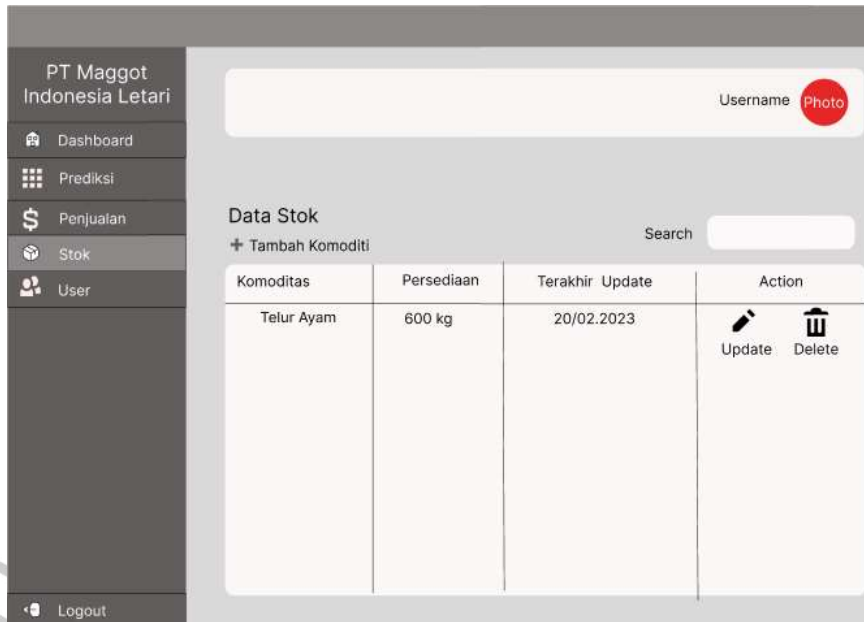 PT Maggot
Indonesia Letari
Dashboard
Prediksi
Penjualan
Stok
User
Logout
Username
Photo
Data Stok
+ Tambah Komoditi
Search
Komoditas Persediaan Terakhir Update Action
Telur Ayam 600 kg 20/02.2023
Update Delete